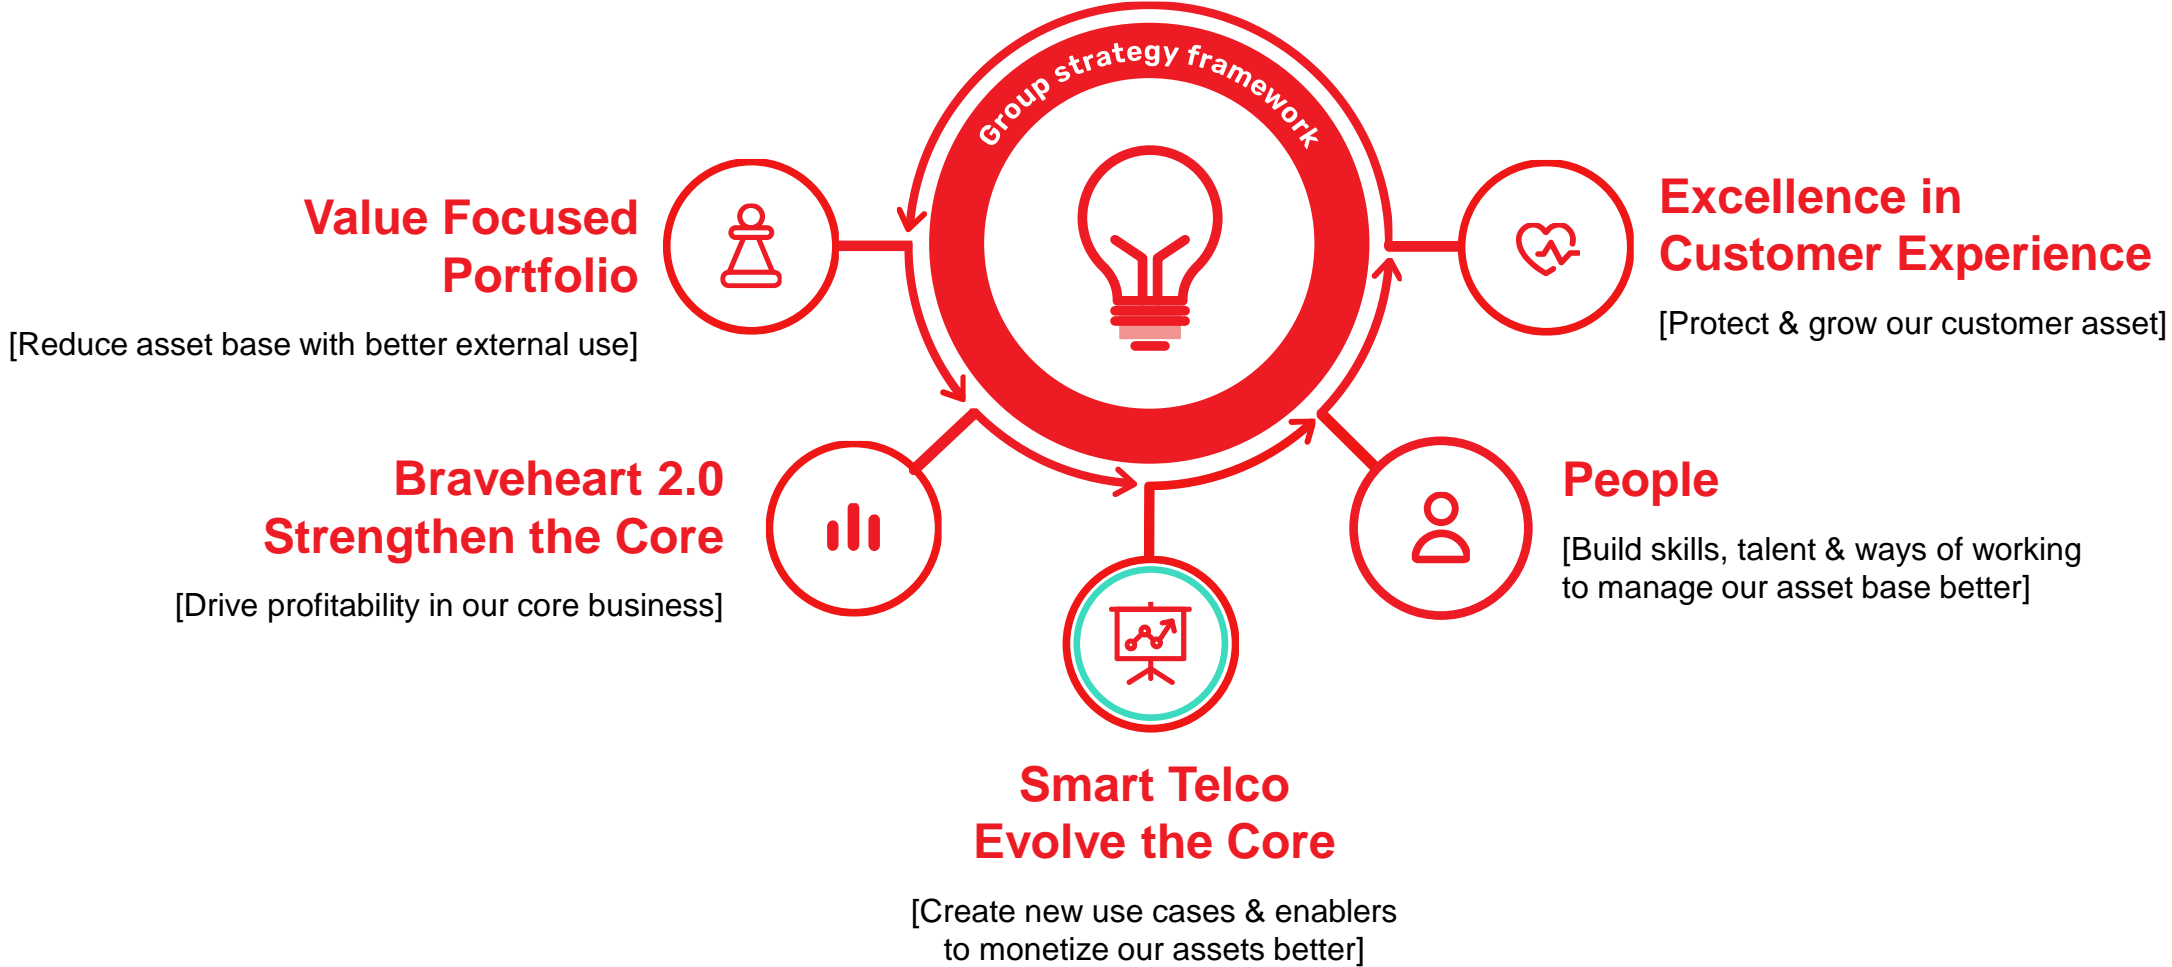 Group strategy framework
Value Focused
Portfolio
[Reduce asset base with better external use]
Braveheart 2.0
Strengthen the Core
[Drive profitability in our core business]
Smart Telco
Evolve the Core
[Create new use cases & enablers
to monetize our assets better]
People
[Build skills, talent & ways of working
to manage our asset base better]
Excellence in
Customer Experience
[Protect & grow our customer asset]